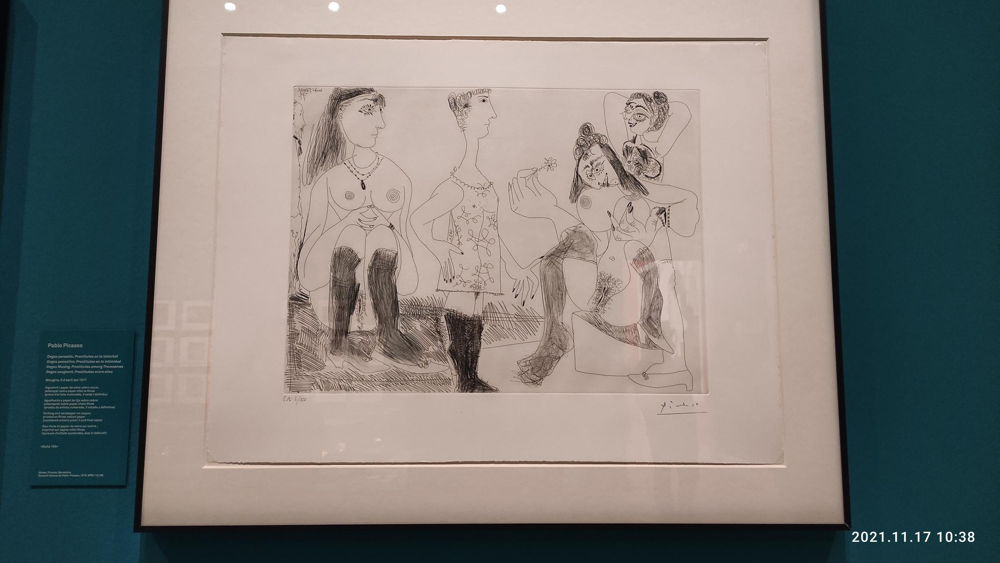 Pablo Picasso
Degas pensatiu. Prostitutes en la intimitat
Degas pensativo. Prostitutas en la intimidad
Degas Musing. Prostitutes among Themselves
Degas songeant. Prostituées entre elles
Mougins, 5 d'abril del 1971
Aiguafort i paper de vidre sobre coure;
estampat sobre paper vitel·la Rives
(prova d'artista numerada, II estat i definitiu)
Aguafuerte y papel de lija sobre cobre;
estampado sobre papel vitela Rives
(prueba de artista numerada, II estado y definitivo)
Etching and sandpaper on copper,
printed on Rives vellum paper
(numbered artist's proof, II and final state)
Eau-forte et papier de verre sur cuivre ;
imprimé sur papier vélin Rives
(épreuve d'artiste numérotée, état II/définitif)
«Suite 156»
Museu Picasso, Barcelona.
Donació Hereus de Pablo Picasso,
E.A. I/XV
Picasso
2021.11.17 10:38